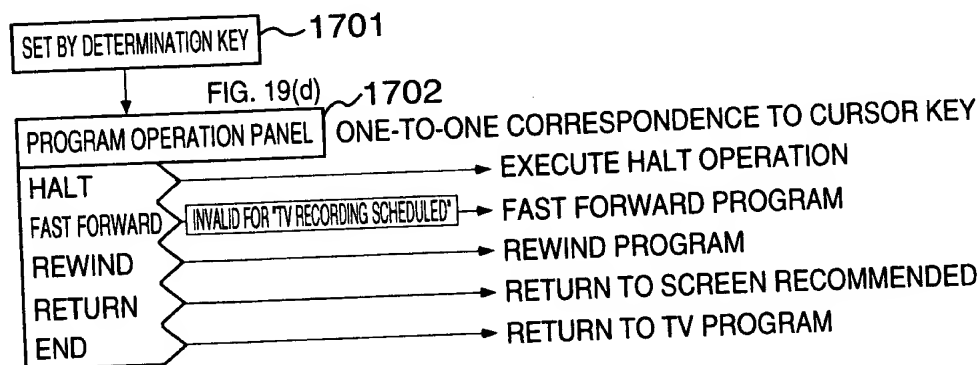 SET BY DETERMINATION KEY 1701
FIG. 19(d) 1702
PROGRAM OPERATION PANEL ONE-TO-ONE CORRESPONDENCE TO CURSOR KEY
HALT EXECUTE HALT OPERATION
FAST FORWARD INVALID FOR "TV RECORDING SCHEDULED" FAST FORWARD PROGRAM
REWIND REWIND PROGRAM
RETURN RETURN TO SCREEN RECOMMENDED
END RETURN TO TV PROGRAM